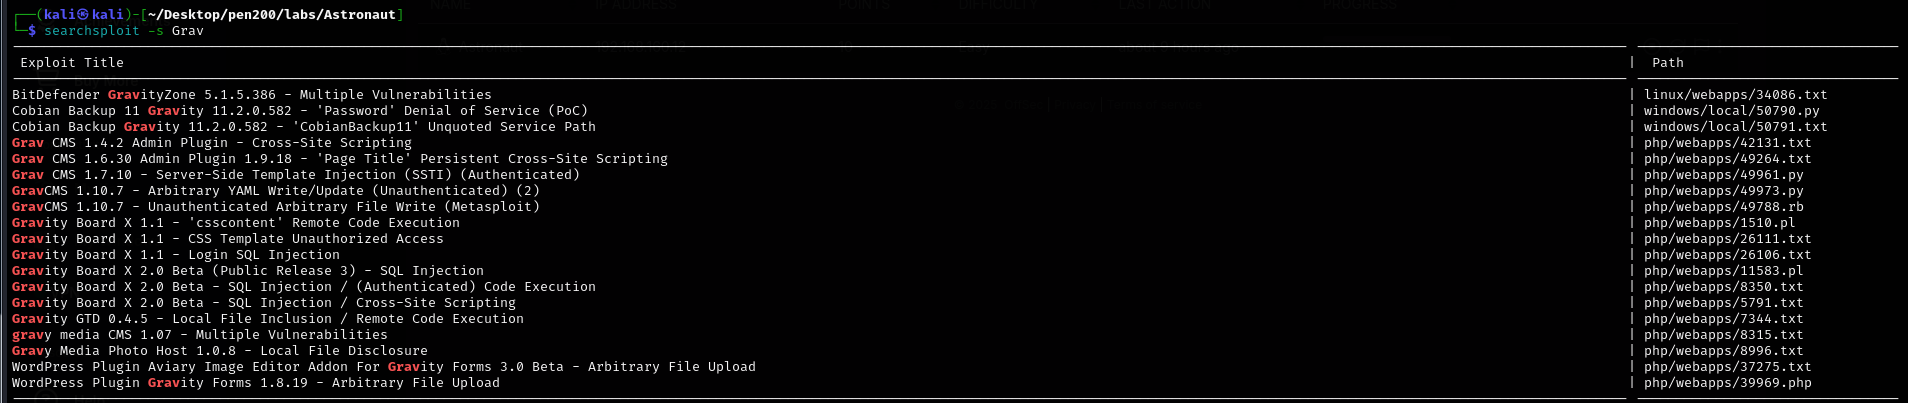 ┌──(kali㉿kali)-[~/Desktop/pen200/labs/Astronaut]
└─$ searchsploit -s Grav
Exploit Title | Path
BitDefender GravityZone 5.1.5.386 - Multiple Vulnerabilities | linux/webapps/34086.txt
Cobian Backup 11 Gravity 11.2.0.582 - 'Password' Denial of Service (PoC) | windows/local/50790.py
Cobian Backup Gravity 11.2.0.582 - 'CobianBackup11' Unquoted Service Path | windows/local/50791.txt
Grav CMS 1.4.2 Admin Plugin - Cross-Site Scripting | php/webapps/42131.txt
Grav CMS 1.6.30 Admin Plugin 1.9.18 - 'Page Title' Persistent Cross-Site Scripting | php/webapps/49264.txt
Grav CMS 1.7.10 - Server-Side Template Injection (SSTI) (Authenticated) | php/webapps/49961.py
GravCMS 1.10.7 - Arbitrary YAML Write/Update (Unauthenticated) (2) | php/webapps/49973.py
GravCMS 1.10.7 - Unauthenticated Arbitrary File Write (Metasploit) | php/webapps/49788.rb
Gravity Board X 1.1 - 'csscontent' Remote Code Execution | php/webapps/1510.pl
Gravity Board X 1.1 - CSS Template Unauthorized Access | php/webapps/26111.txt
Gravity Board X 1.1 - Login SQL Injection | php/webapps/26106.txt
Gravity Board X 2.0 Beta (Public Release 3) - SQL Injection | php/webapps/11583.pl
Gravity Board X 2.0 Beta - SQL Injection / (Authenticated) Code Execution | php/webapps/8350.txt
Gravity Board X 2.0 Beta - SQL Injection / Cross-Site Scripting | php/webapps/5791.txt
Gravity GTD 0.4.5 - Local File Inclusion / Remote Code Execution | php/webapps/7344.txt
gravy media CMS 1.07 - Multiple Vulnerabilities | php/webapps/8315.txt
Gravy Media Photo Host 1.0.8 - Local File Disclosure | php/webapps/8996.txt
WordPress Plugin Aviary Image Editor Addon For Gravity Forms 3.0 Beta - Arbitrary File Upload | php/webapps/37275.txt
WordPress Plugin Gravity Forms 1.8.19 - Arbitrary File Upload | php/webapps/39969.php